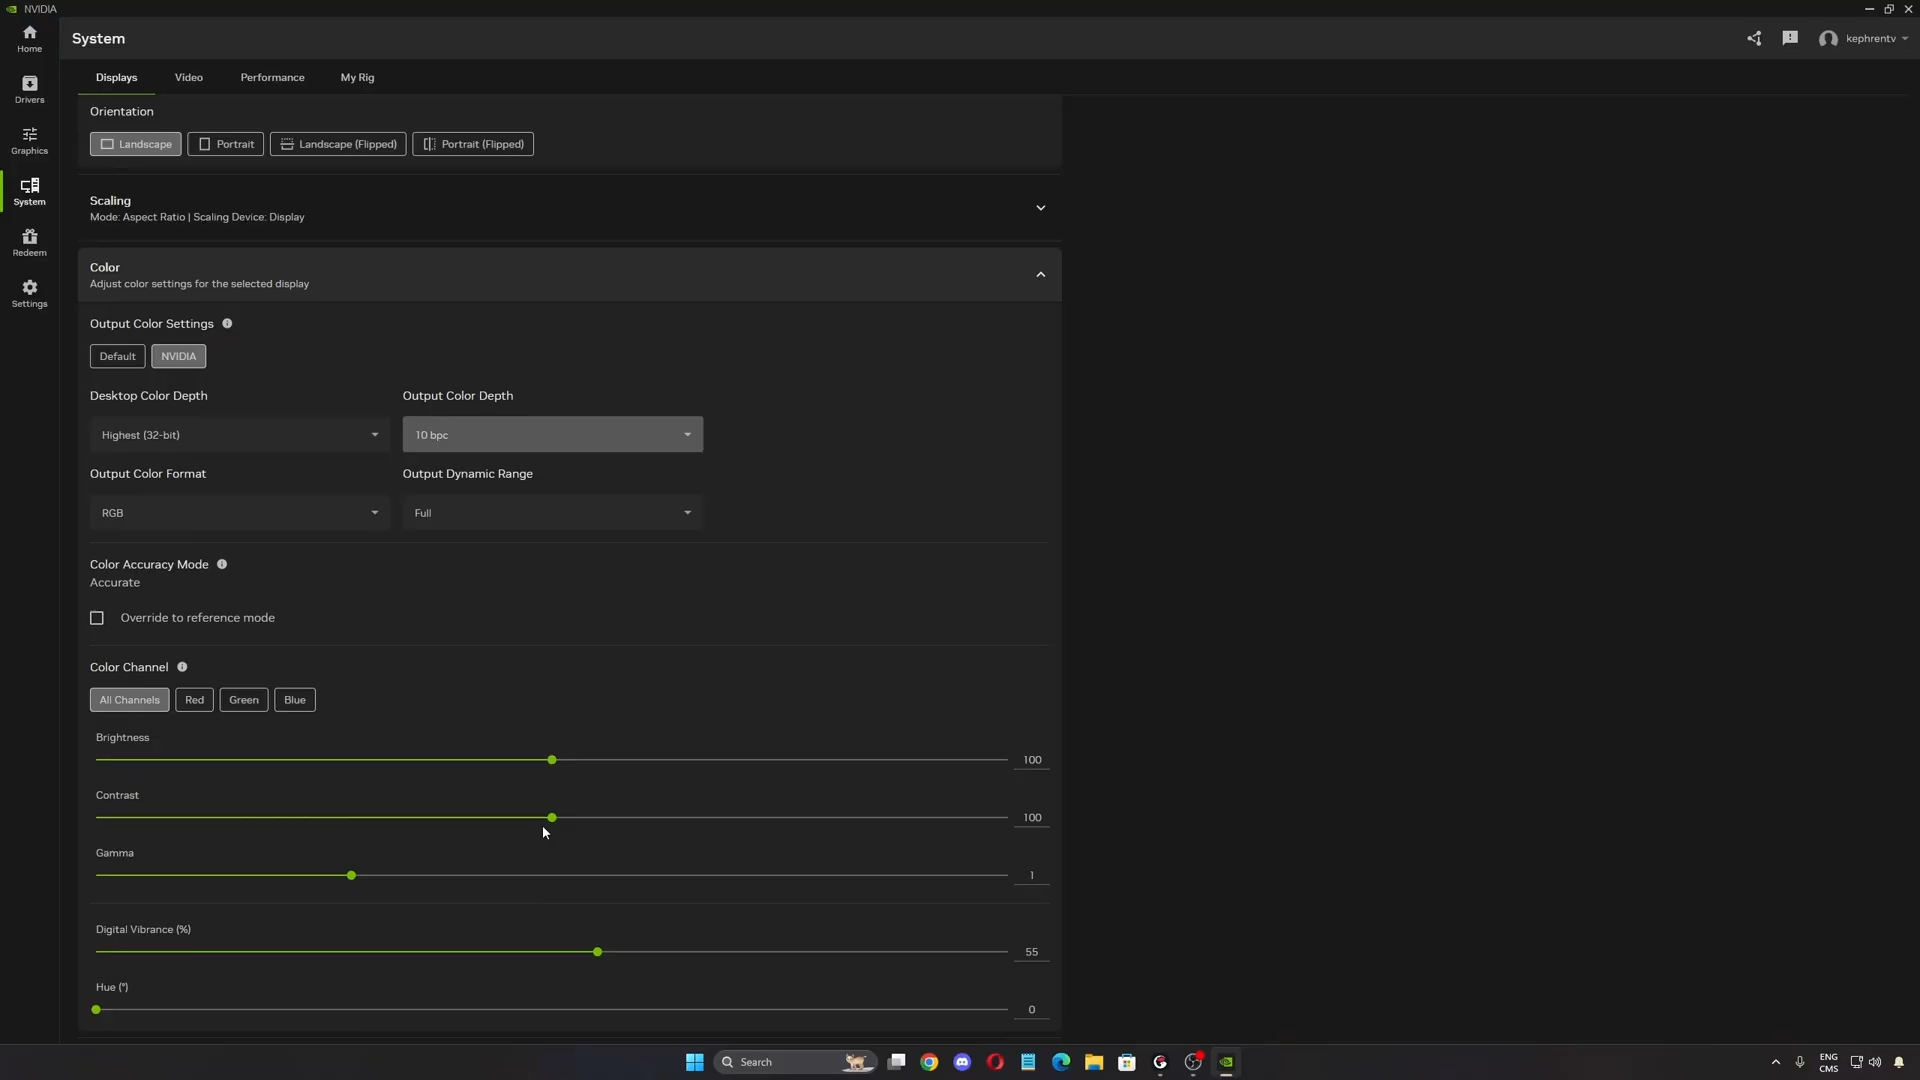 NVIDIA
Home
System
kephrentv
Drivers
Displays
Video
Performance
My Rig
Graphics
System
Redeem
Settings
Orientation
Landscape
Portrait
Landscape (Flipped)
Portrait (Flipped)
Scaling
Mode: Aspect Ratio | Scaling Device: Display
Color
Adjust color settings for the selected display
Output Color Settings
Default
NVIDIA
Desktop Color Depth
Output Color Depth
Highest (32-bit)
10 bpc
Output Color Format
Output Dynamic Range
RGB
Full
Color Accuracy Mode
Accurate
Override to reference mode
Color Channel
All Channels
Red
Green
Blue
Brightness
100
Contrast
100
Gamma
1
Digital Vibrance (%)
55
Hue (°)
0
Search
ENG
CMS